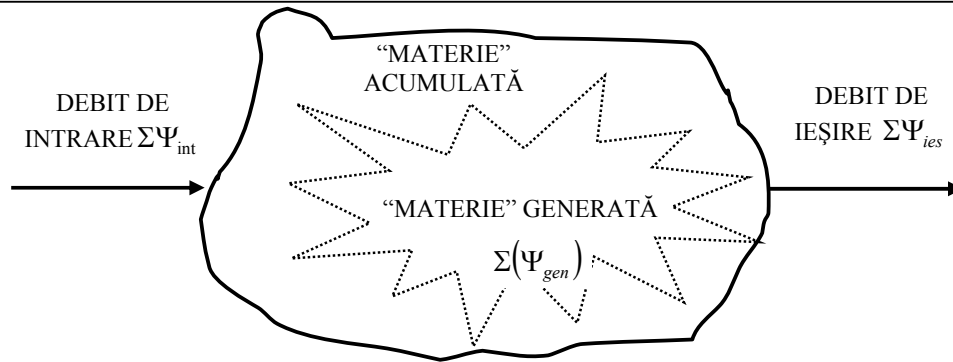 “MATERIE”
ACUMULATĂ
DEBIT DE
INTRARE ΣΨint
DEBIT DE
IEŞIRE ΣΨies
“MATERIE” GENERATĂ
Σ(Ψgen)